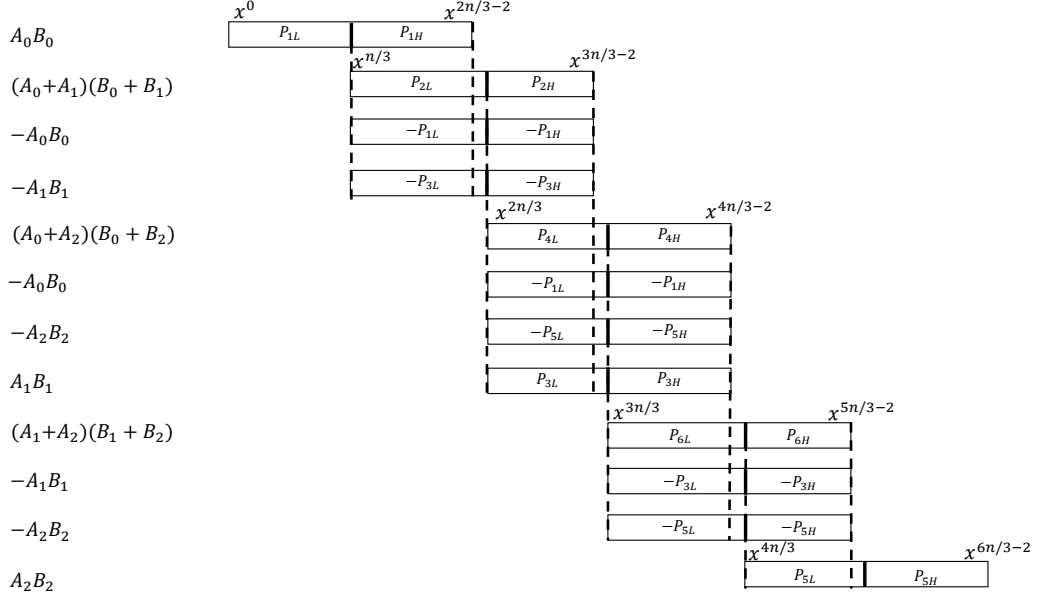 x^0 x^{2n/3−2}
A_0B_0 P_{1L} P_{1H}
x^{n/3} x^{3n/3−2}
(A_0+A_1)(B_0 + B_1) P_{2L} P_{2H}
−A_0B_0 −P_{1L} −P_{1H}
−A_1B_1 −P_{3L} −P_{3H}
x^{2n/3} x^{4n/3−2}
(A_0+A_2)(B_0 + B_2) P_{4L} P_{4H}
−A_0B_0 −P_{1L} −P_{1H}
−A_2B_2 −P_{5L} −P_{5H}
A_1B_1 P_{3L} P_{3H}
x^{3n/3} x^{5n/3−2}
(A_1+A_2)(B_1 + B_2) P_{6L} P_{6H}
−A_1B_1 −P_{3L} −P_{3H}
−A_2B_2 −P_{5L} −P_{5H}
x^{4n/3} x^{6n/3−2}
A_2B_2 P_{5L} P_{5H}